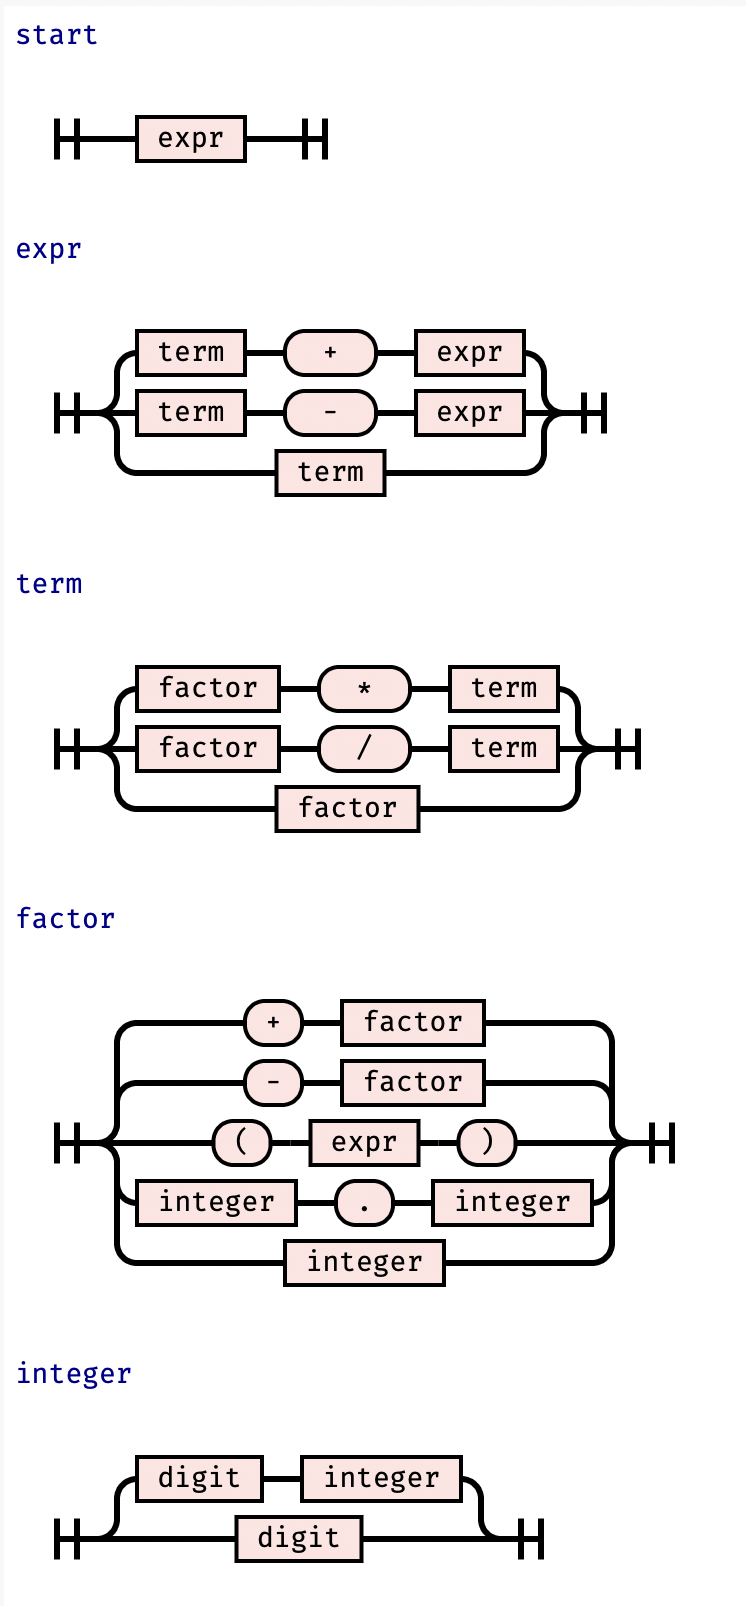 start
expr
expr
term + expr
term - expr
term
term
factor * term
factor / term
factor
factor
+ factor
- factor
( expr )
integer . integer
integer
integer
digit integer
digit